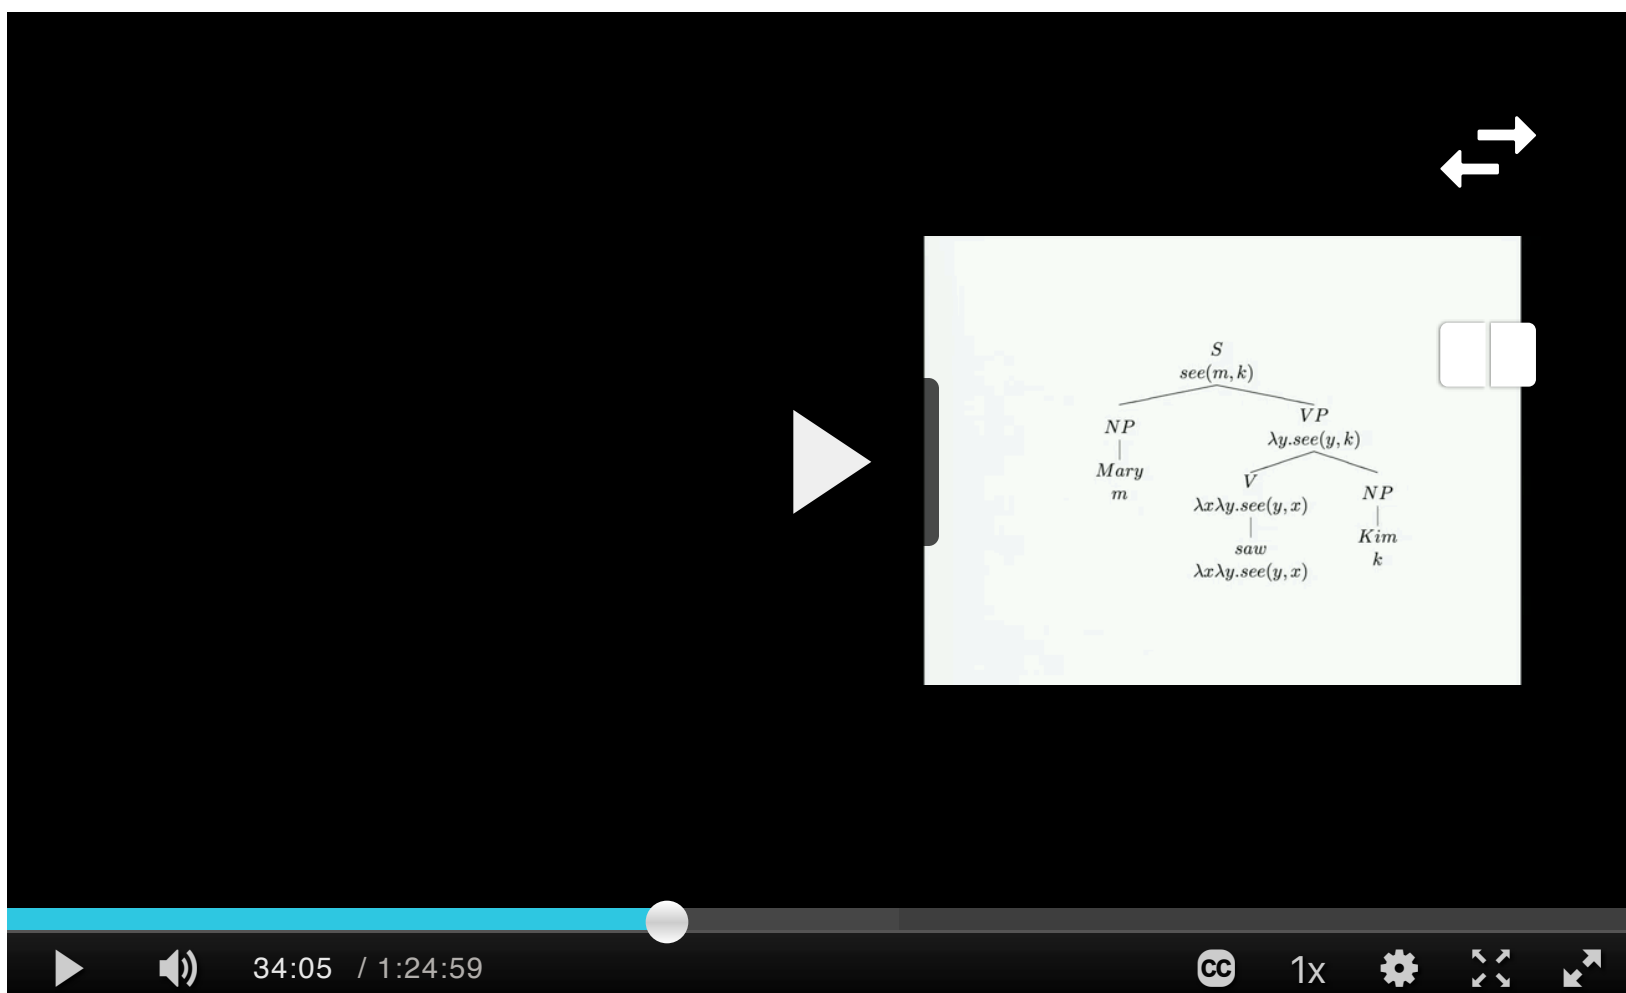 S
see(m, k)
NP
VP
λy.see(y, k)
Mary
m
V
λxλy.see(y, x)
NP
saw
λxλy.see(y, x)
Kim
k
34:05 / 1:24:59
CC
1x